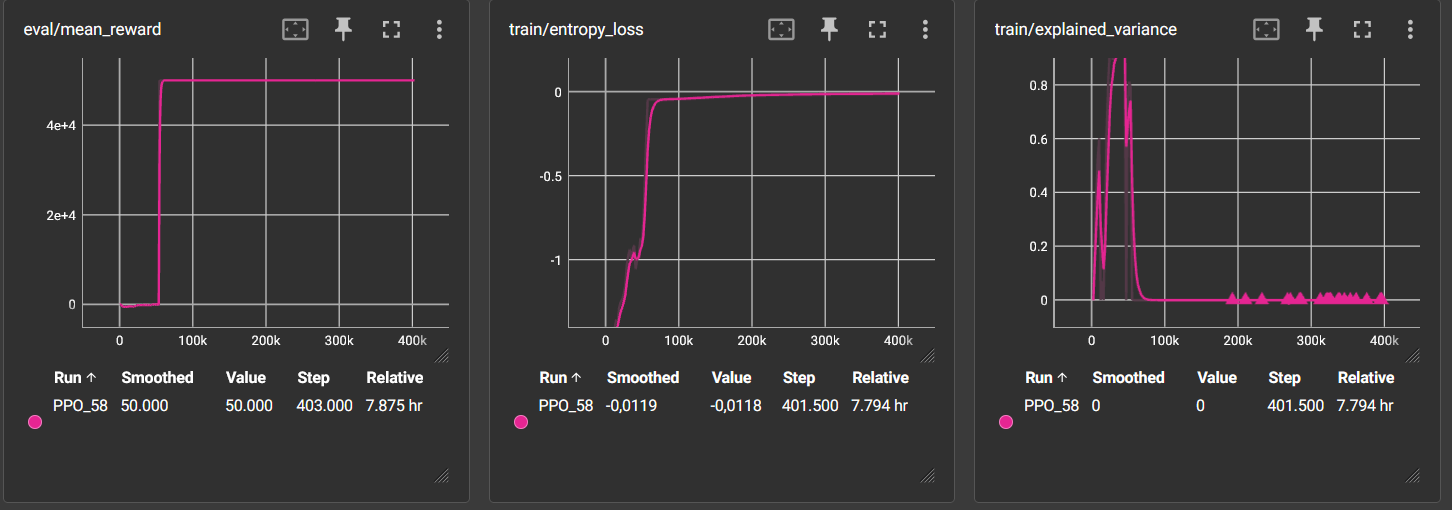 eval/mean_reward
4e+4
2e+4
0
0 100k 200k 300k 400k
Run ↑ Smoothed Value Step Relative
PPO_58 50.000 50.000 403.000 7.875 hr
train/entropy_loss
0
-0.5
-1
0 100k 200k 300k 400k
Run ↑ Smoothed Value Step Relative
PPO_58 -0,0119 -0,0118 401.500 7.794 hr
train/explained_variance
0.8
0.6
0.4
0.2
0
0 100k 200k 300k 400k
Run ↑ Smoothed Value Step Relative
PPO_58 0 0 401.500 7.794 hr